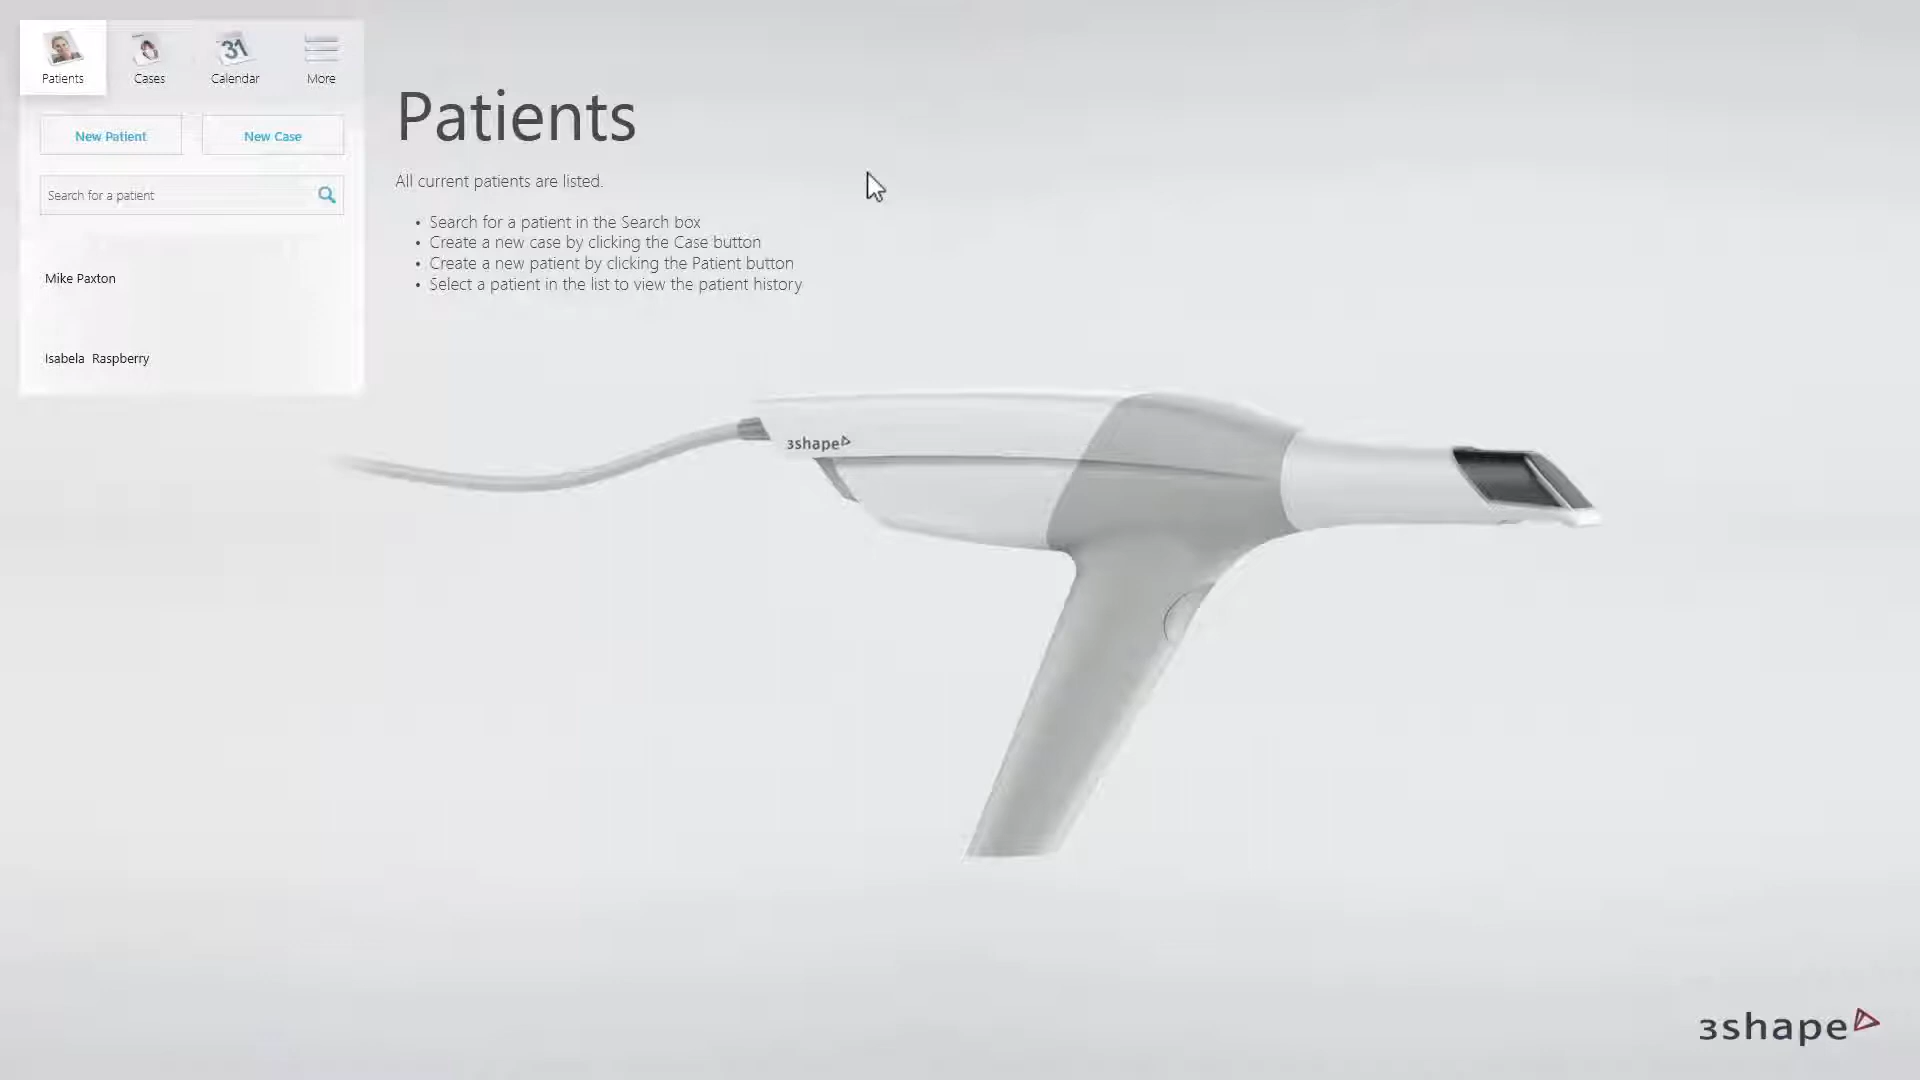 Patients
Cases
31
Calendar
More
New Patient
New Case
Search for a patient
Mike Paxton
Isabela Raspberry
Patients
All current patients are listed.
• Search for a patient in the Search box
• Create a new case by clicking the Case button
• Create a new patient by clicking the Patient button
• Select a patient in the list to view the patient history
3shape
3shape